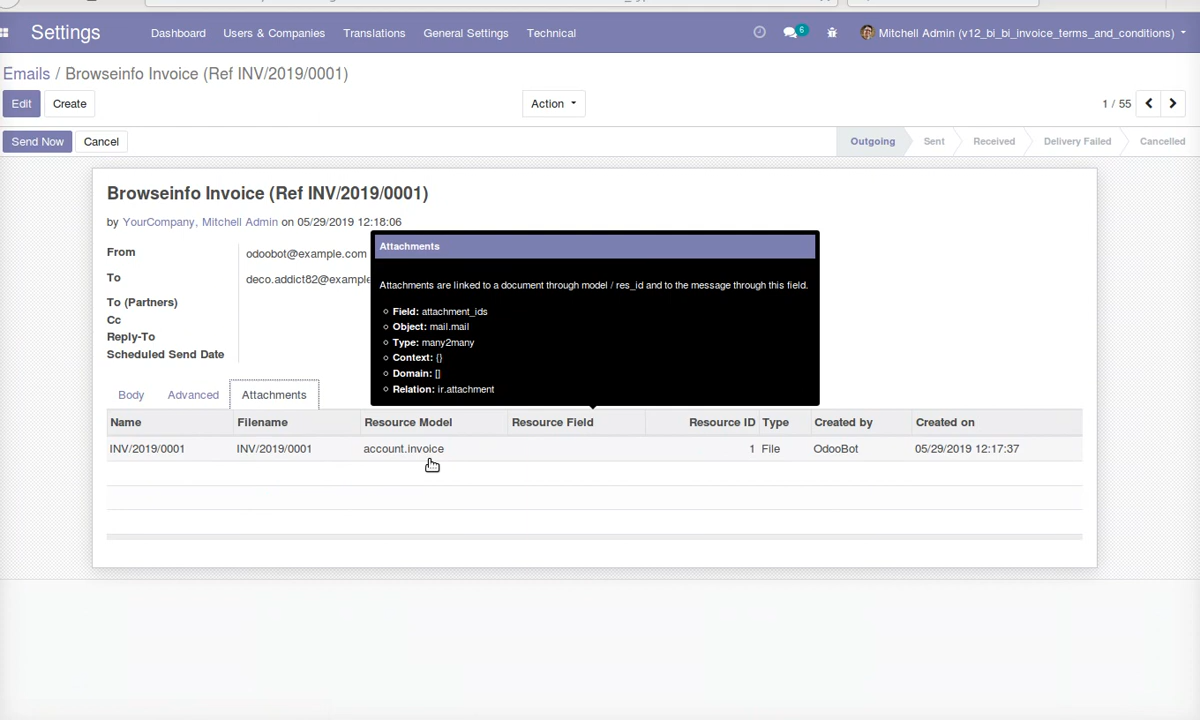 Settings Dashboard Users & Companies Translations General Settings Technical 6 Mitchell Admin (v12_bi_bi_invoice_terms_and_conditions)
Emails / Browseinfo Invoice (Ref INV/2019/0001)
Edit Create Action 1 / 55
Send Now Cancel Outgoing Sent Received Delivery Failed Cancelled
Browseinfo Invoice (Ref INV/2019/0001)
by YourCompany, Mitchell Admin on 05/29/2019 12:18:06
From odoobot@example.com
To deco.addict82@example
To (Partners)
Cc
Reply-To
Scheduled Send Date
Attachments
Attachments are linked to a document through model / res_id and to the message through this field.
Field: attachment_ids
Object: mail.mail
Type: many2many
Context: {}
Domain: []
Relation: ir.attachment
Body Advanced Attachments
Name Filename Resource Model Resource Field Resource ID Type Created by Created on
INV/2019/0001 INV/2019/0001 account.invoice 1 File OdooBot 05/29/2019 12:17:37